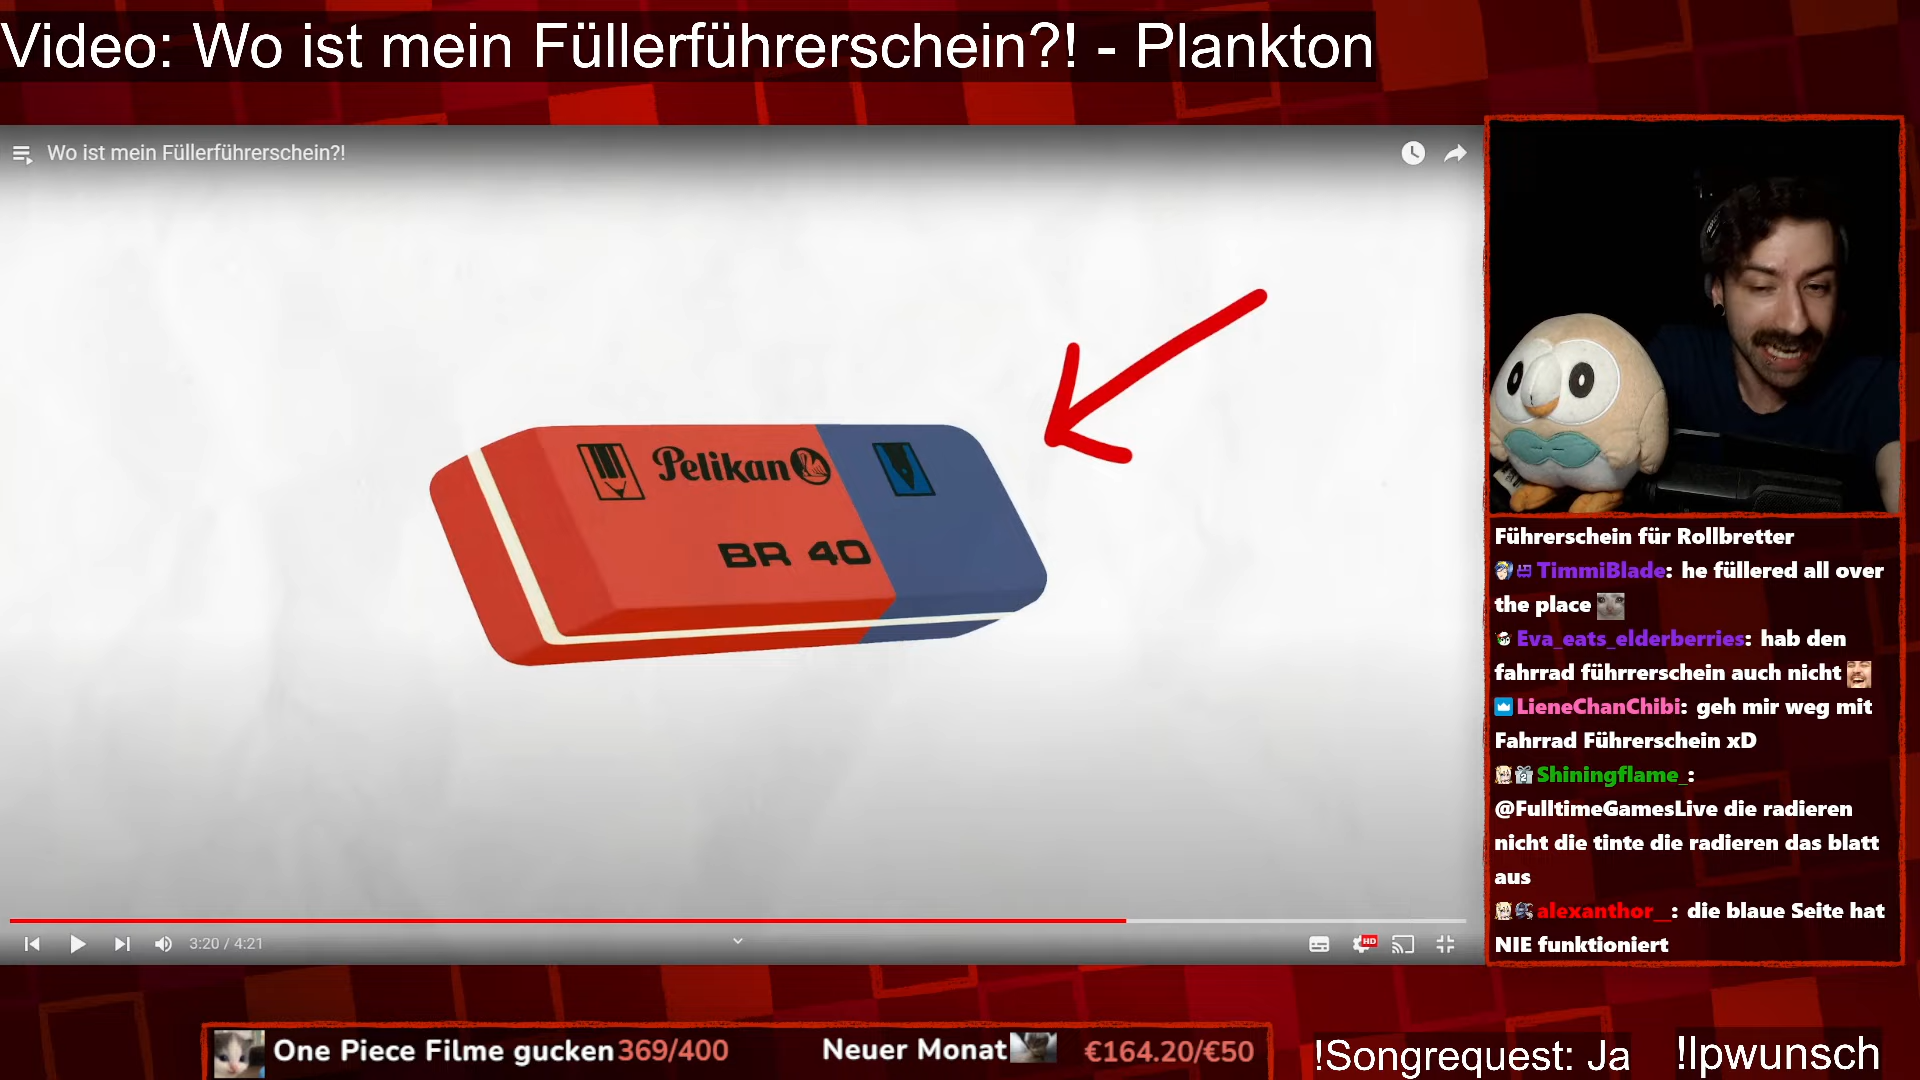 Video: Wo ist mein Füllerführerschein?! - Plankton
Wo ist mein Füllerführerschein?!
Pelikan
BR 40
3:20 / 4:21
HD
Führerschein für Rollbretter
TimmiBlade: he füllered all over
the place
Eva_eats_elderberries: hab den
fahrrad führrerschein auch nicht
LieneChanChibi: geh mir weg mit
Fahrrad Führerschein xD
2 Shiningflame_:
@FulltimeGamesLive die radieren
nicht die tinte die radieren das blatt
aus
alexanthor__: die blaue Seite hat
NIE funktioniert
One Piece Filme gucken 369/400
Neuer Monat €164.20/€50
!Songrequest: Ja
!lpwunsch